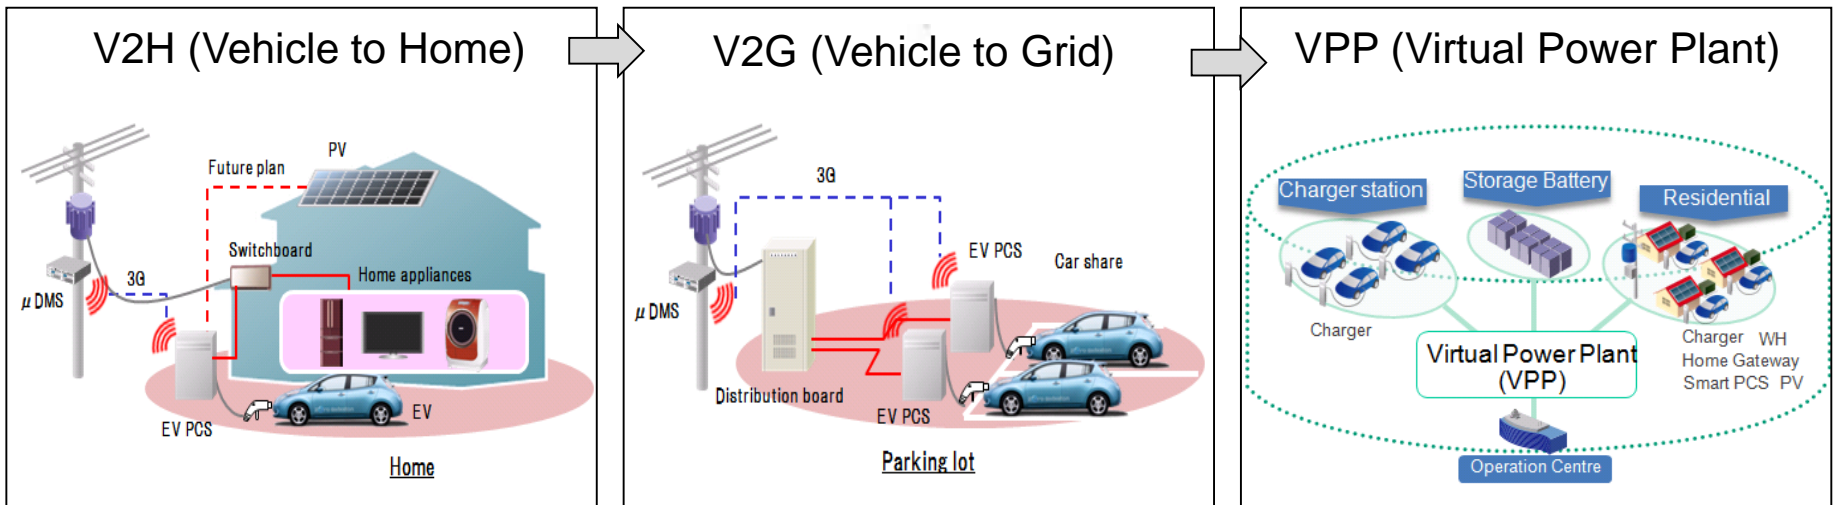 V2H (Vehicle to Home)
PV
Future plan
Switchboard
3G
Home appliances
μ DMS
EV
EV PCS
Home
V2G (Vehicle to Grid)
3G
EV PCS
Car share
μ DMS
Distribution board
EV PCS
Parking lot
VPP (Virtual Power Plant)
Charger station
Storage Battery
Residential
Charger
Charger WH
Home Gateway
Smart PCS PV
Virtual Power Plant
(VPP)
Operation Centre